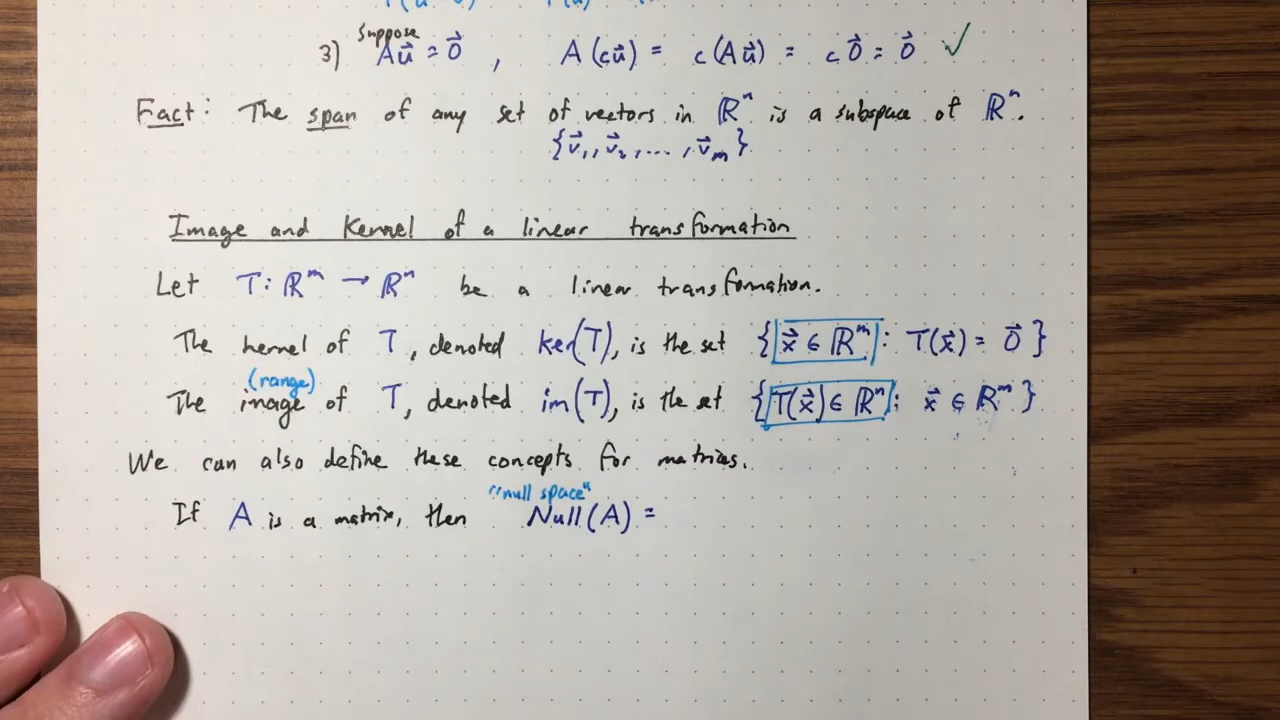 Suppose
3) Au⃗ = 0⃗ , A(cu⃗) = c(Au⃗) = c0⃗ = 0⃗ ✓
Fact: The span of any set of vectors in ℝⁿ is a subspace of ℝⁿ.
{v⃗₁, v⃗₂, ..., v⃗ₘ}
Image and Kernel of a linear transformation
Let T: ℝᵐ → ℝⁿ be a linear transformation.
The kernel of T, denoted ker(T), is the set {x⃗ ∈ ℝᵐ: T(x⃗) = 0⃗}
(range)
The image of T, denoted im(T), is the set {T(x⃗) ∈ ℝⁿ: x⃗ ∈ ℝᵐ}
We can also define these concepts for matrices.
"null space"
If A is a matrix, then Null(A) =